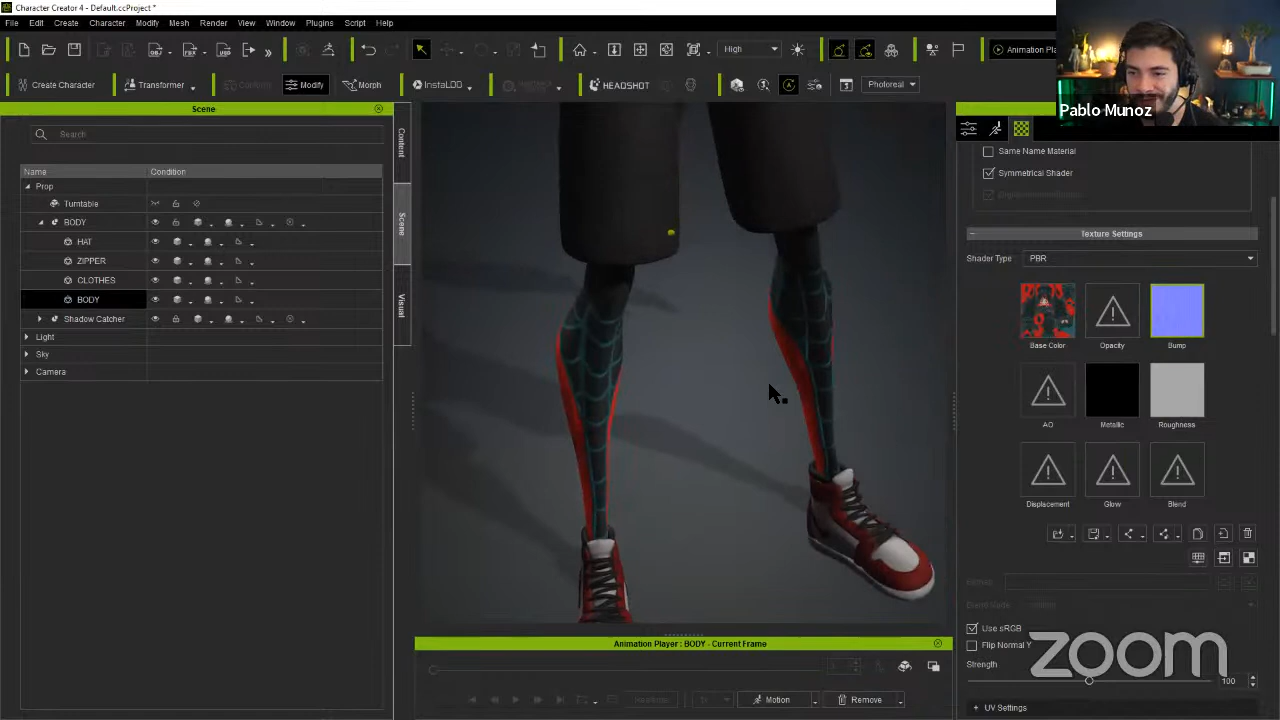 Character Creator 4 - Default.ccProject *
File Edit Create Character Modify Mesh Render View Window Plugins Script Help
High
Animation Pla
Create Character Transformer Modify Morph InstaLOD HEADSHOT Photoreal
Pablo Munoz
Scene
Search
Content
Scene
Visual
Name Condition
Prop
Turntable
BODY
HAT
ZIPPER
CLOTHES
BODY
Shadow Catcher
Light
Sky
Camera
Same Name Material
Symmetrical Shader
Texture Settings
Shader Type PBR
Base Color Opacity Bump
AO Metallic Roughness
Displacement Glow Blend
Use sRGB
Flip Normal Y
Strength
100
UV Settings
zoom
Animation Player : BODY - Current Frame
Motion Remove